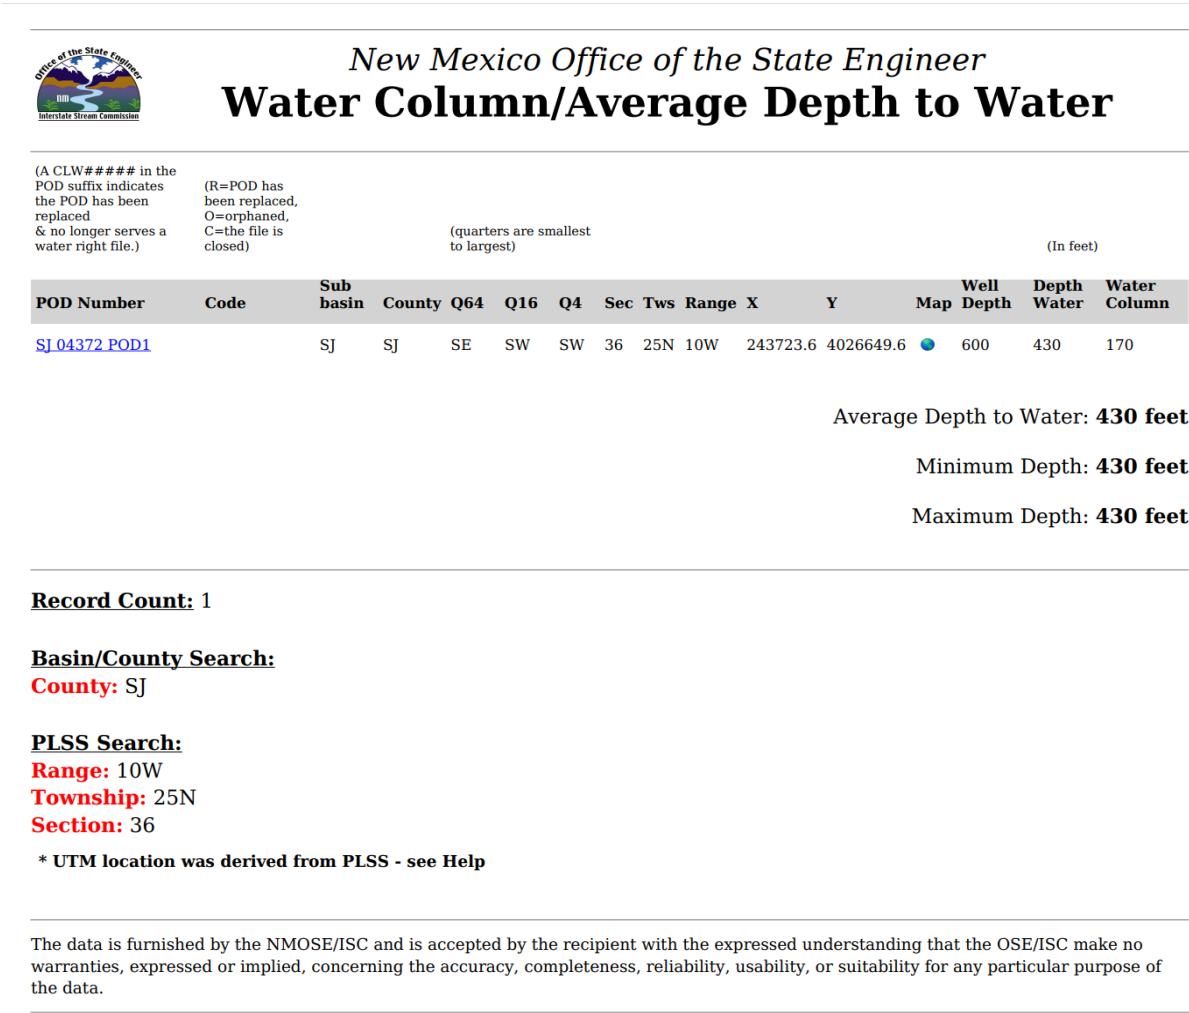 Office of the State Engineer
nm
Interstate Stream Commission
New Mexico Office of the State Engineer
Water Column/Average Depth to Water
(A CLW##### in the
POD suffix indicates
the POD has been
replaced
& no longer serves a
water right file.)
(R=POD has
been replaced,
O=orphaned,
C=the file is
closed)
(quarters are smallest
to largest)
(In feet)
POD Number Code Sub basin County Q64 Q16 Q4 Sec Tws Range X Y Map Well Depth Depth Water Water Column
SJ 04372 POD1 SJ SJ SE SW SW 36 25N 10W 243723.6 4026649.6 600 430 170
Average Depth to Water: 430 feet
Minimum Depth: 430 feet
Maximum Depth: 430 feet
Record Count: 1
Basin/County Search:
County: SJ
PLSS Search:
Range: 10W
Township: 25N
Section: 36
* UTM location was derived from PLSS - see Help
The data is furnished by the NMOSE/ISC and is accepted by the recipient with the expressed understanding that the OSE/ISC make no
warranties, expressed or implied, concerning the accuracy, completeness, reliability, usability, or suitability for any particular purpose of
the data.